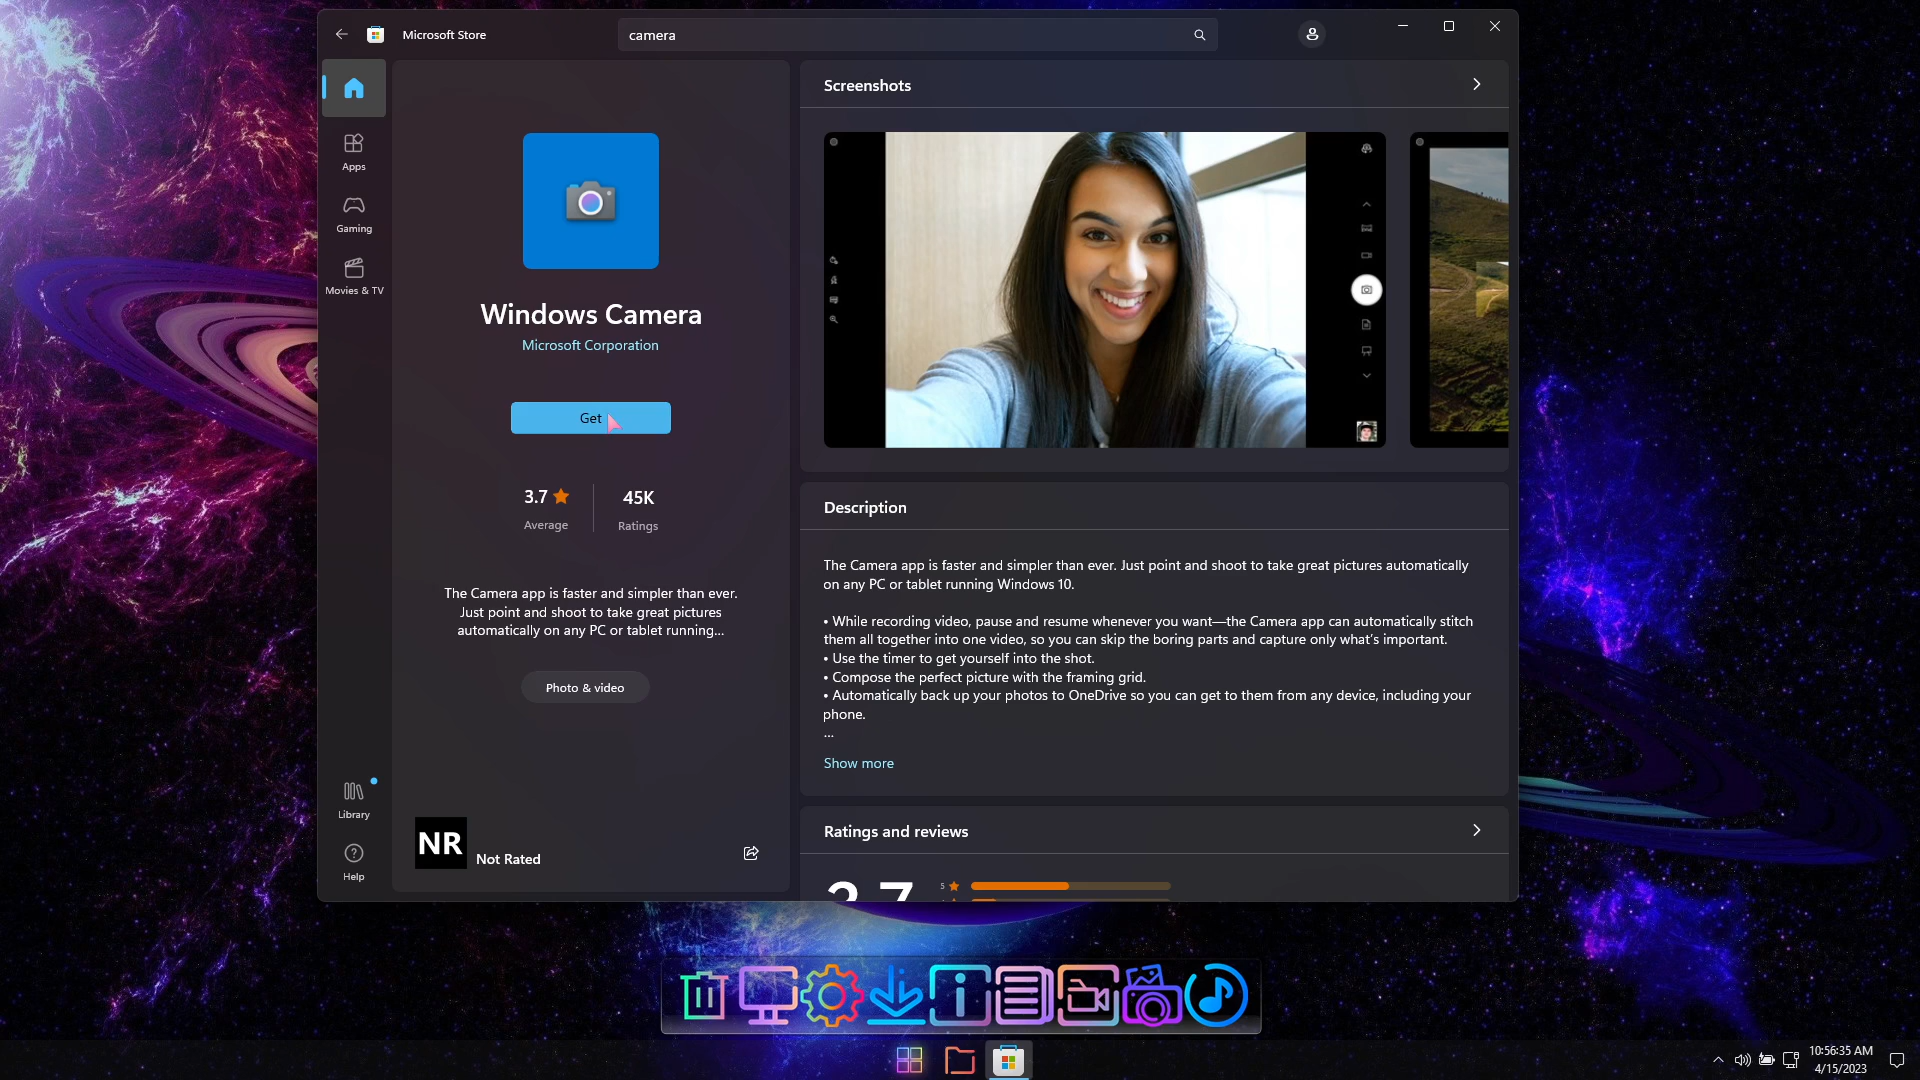 Microsoft Store
camera
Apps
Gaming
Movies & TV
Library
Help
Windows Camera
Microsoft Corporation
Get
3.7
Average
45K
Ratings
The Camera app is faster and simpler than ever.
Just point and shoot to take great pictures
automatically on any PC or tablet running...
Photo & video
NR
Not Rated
Screenshots
Description
The Camera app is faster and simpler than ever. Just point and shoot to take great pictures automatically
on any PC or tablet running Windows 10.
• While recording video, pause and resume whenever you want—the Camera app can automatically stitch
them all together into one video, so you can skip the boring parts and capture only what's important.
• Use the timer to get yourself into the shot.
• Compose the perfect picture with the framing grid.
• Automatically back up your photos to OneDrive so you can get to them from any device, including your
phone.
...
Show more
Ratings and reviews
3.7
5
10:56:35 AM
4/15/2023